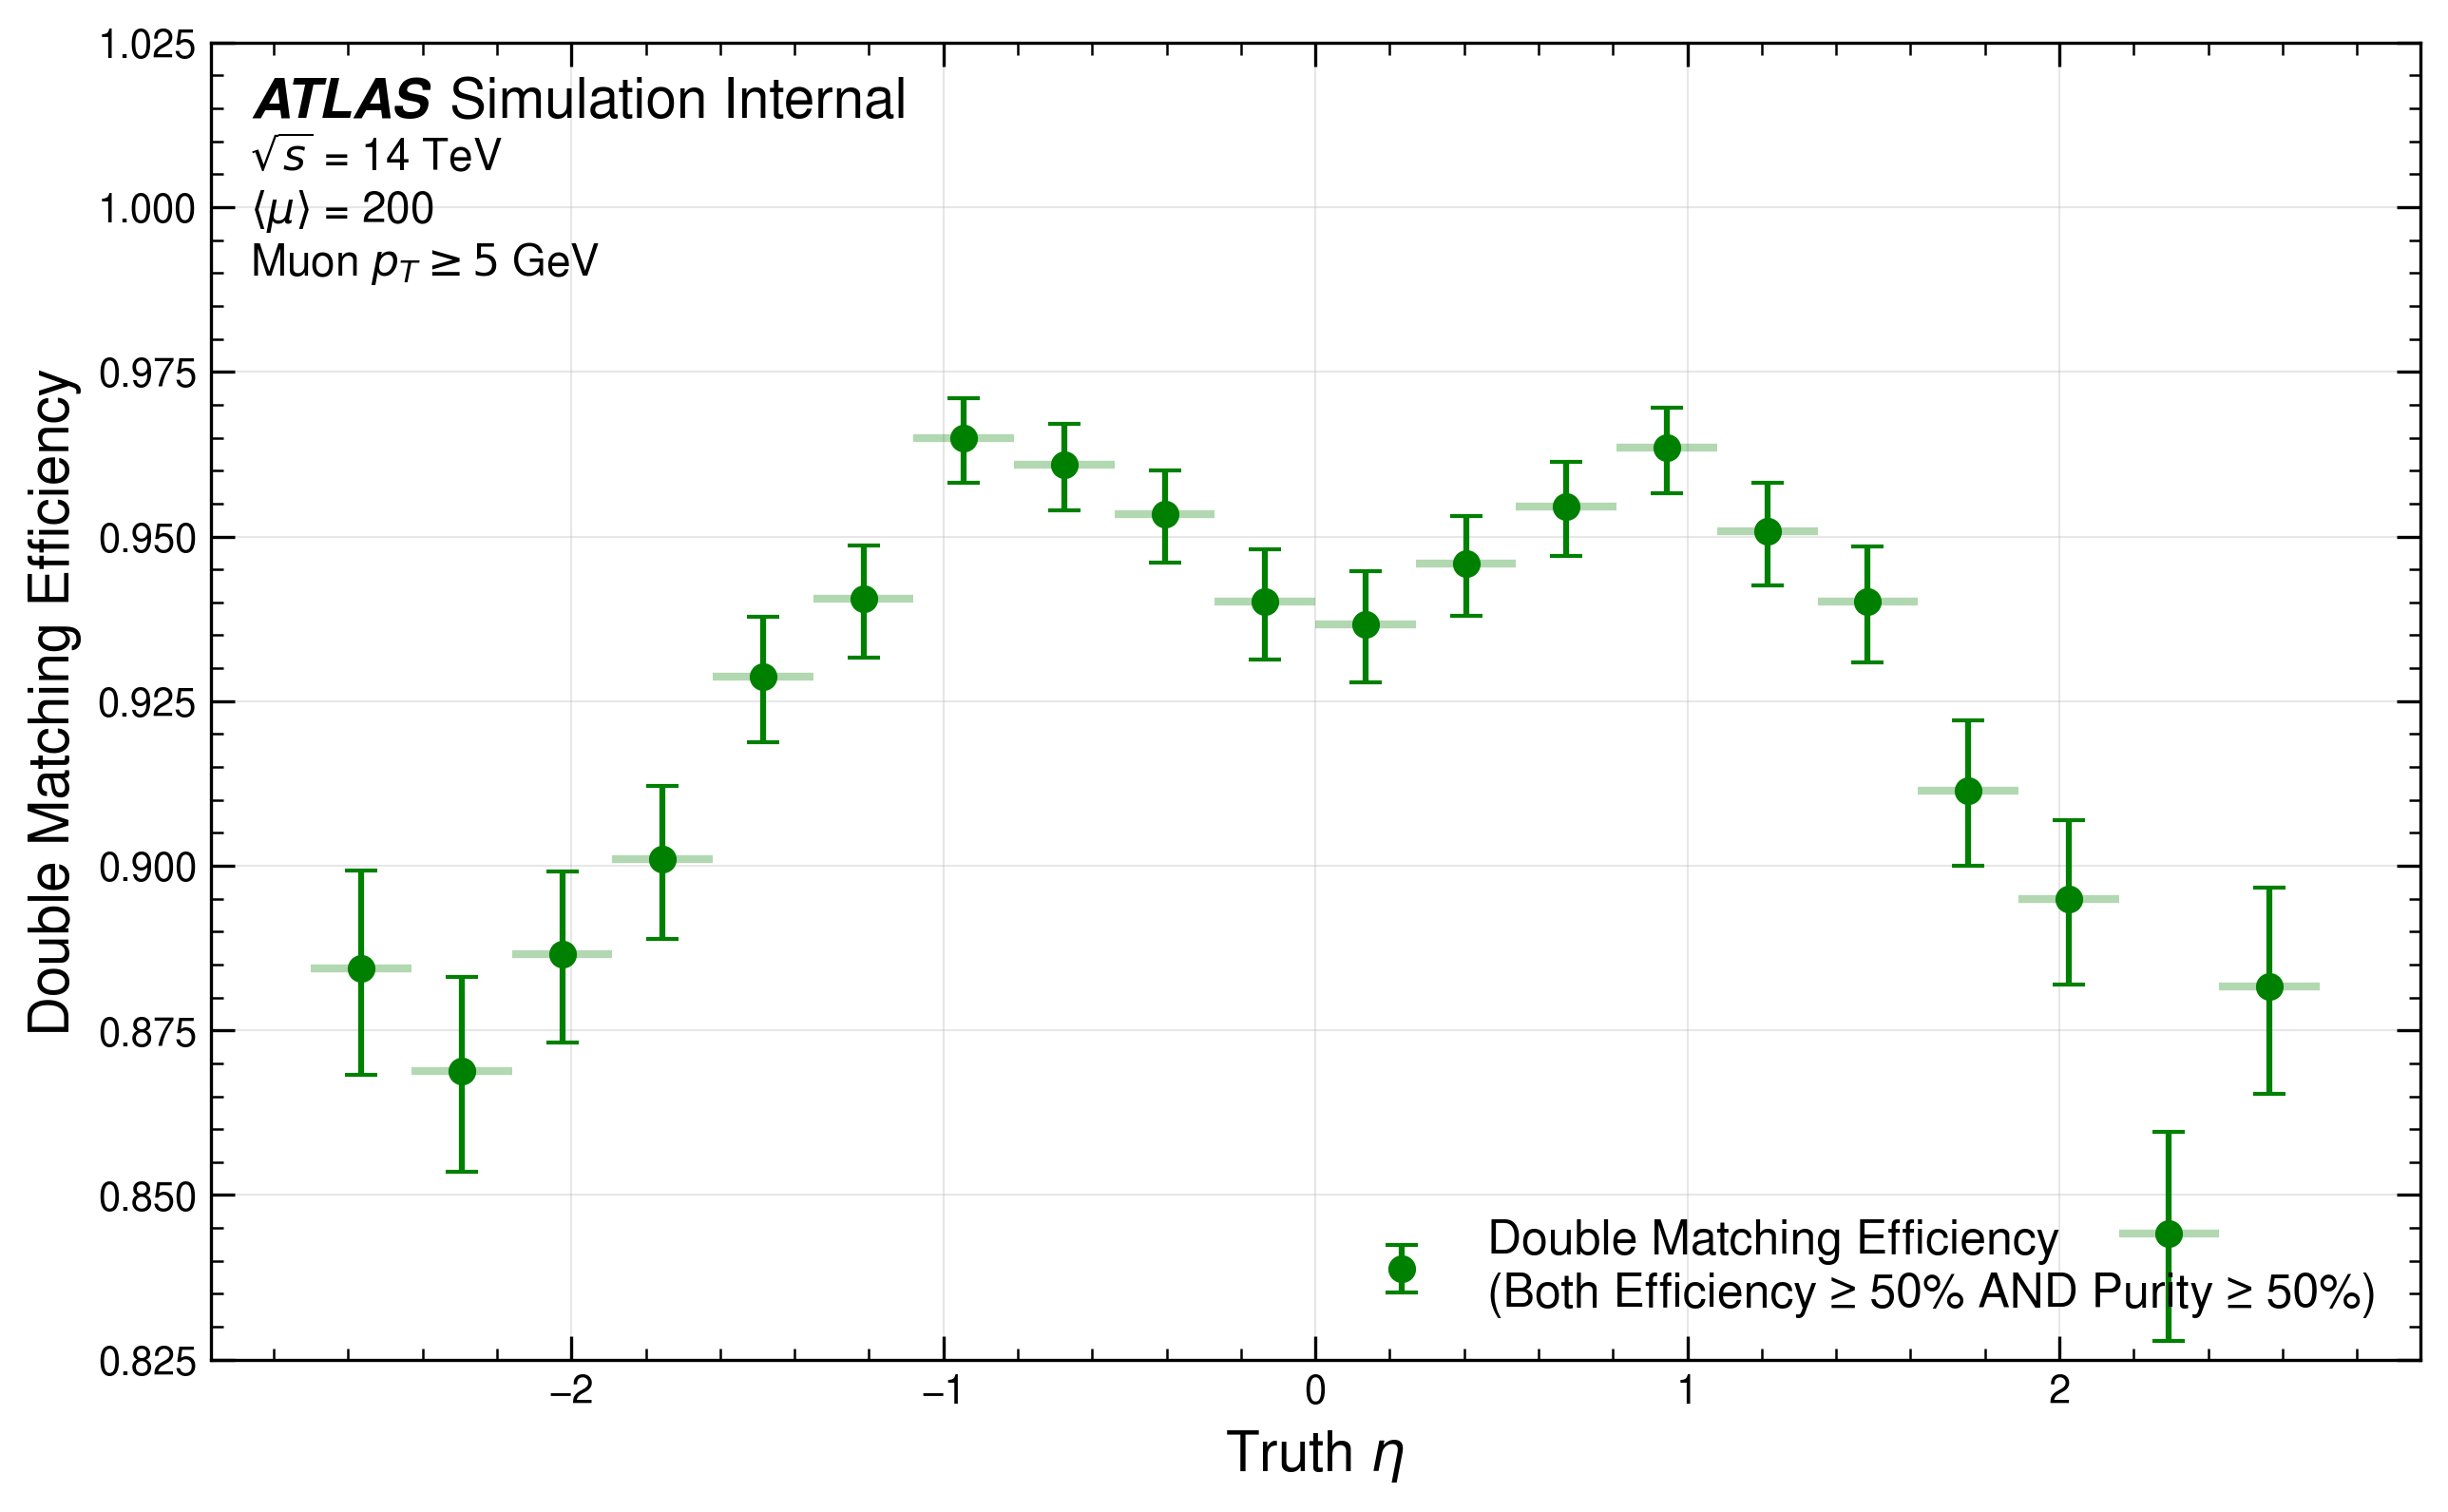 ATLAS Simulation Internal
√s = 14 TeV
⟨μ⟩ = 200
Muon pT ≥ 5 GeV
Double Matching Efficiency
1.025
1.000
0.975
0.950
0.925
0.900
0.875
0.850
0.825
Double Matching Efficiency
(Both Efficiency ≥ 50% AND Purity ≥ 50%)
−2
−1
0
1
2
Truth η